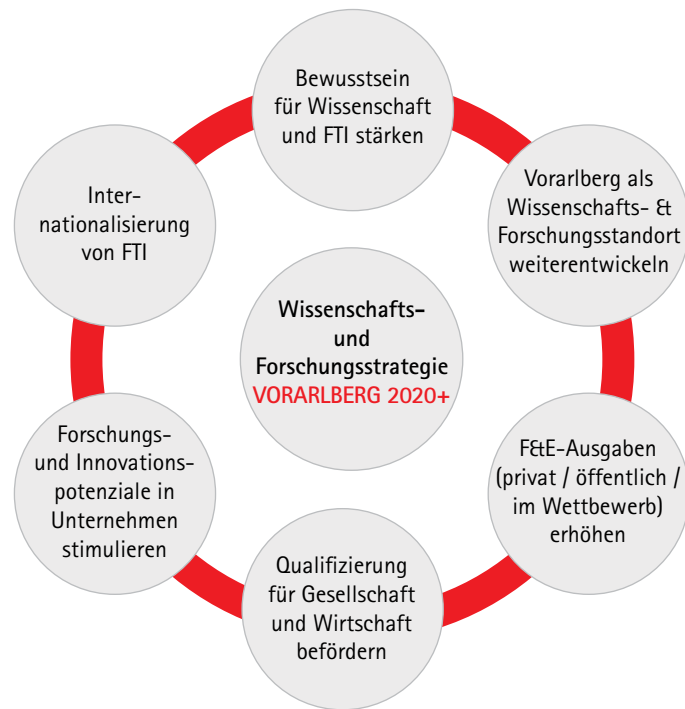 Bewusstsein
für Wissenschaft
und FTI stärken
Vorarlberg als
Wissenschafts- &
Forschungsstandort
weiterentwickeln
F&E-Ausgaben
(privat / öffentlich /
im Wettbewerb)
erhöhen
Qualifizierung
für Gesellschaft
und Wirtschaft
befördern
Forschungs-
und Innovations-
potenziale in
Unternehmen
stimulieren
Inter-
nationalisierung
von FTI
Wissenschafts-
und
Forschungsstrategie
VORARLBERG 2020+